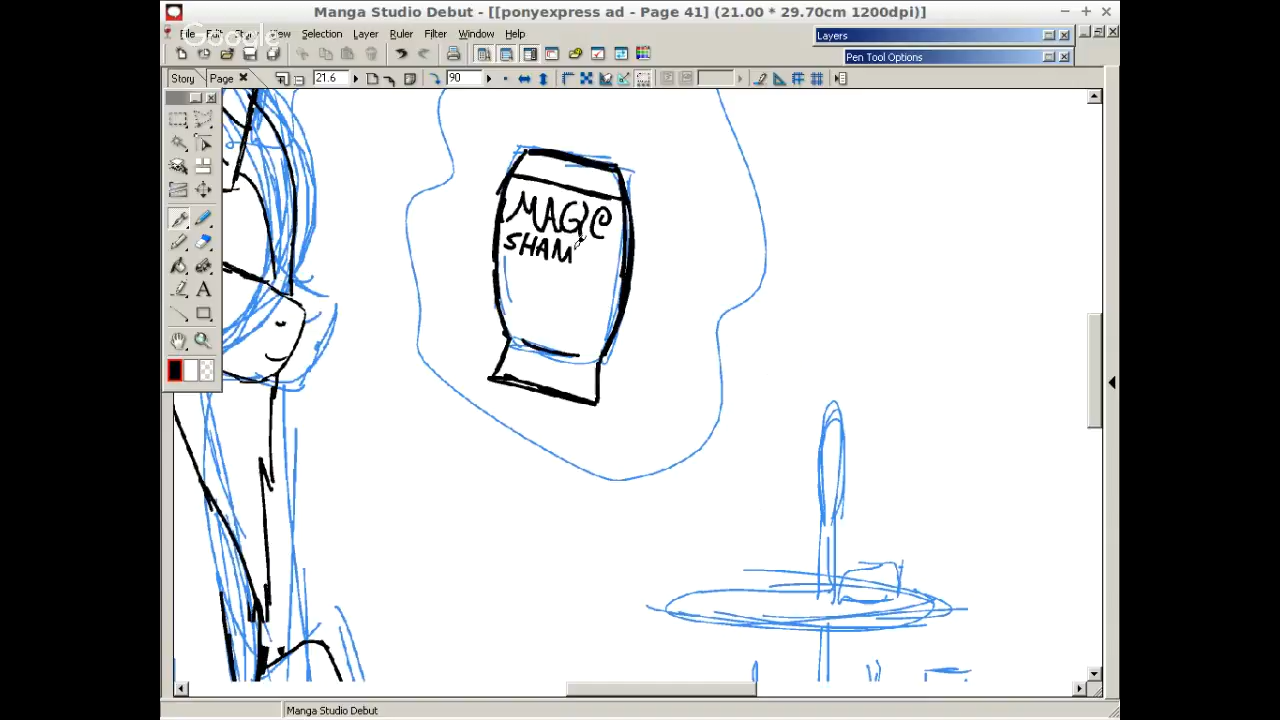 Manga Studio Debut - [[ponyexpress ad - Page 41] (21.00 * 29.70cm 1200dpi)]
Google
File Edit View Selection Layer Ruler Filter Window Help
Layers
Pen Tool Options
Story Page 21.6 90
A
MAGIC
SHAM
Manga Studio Debut